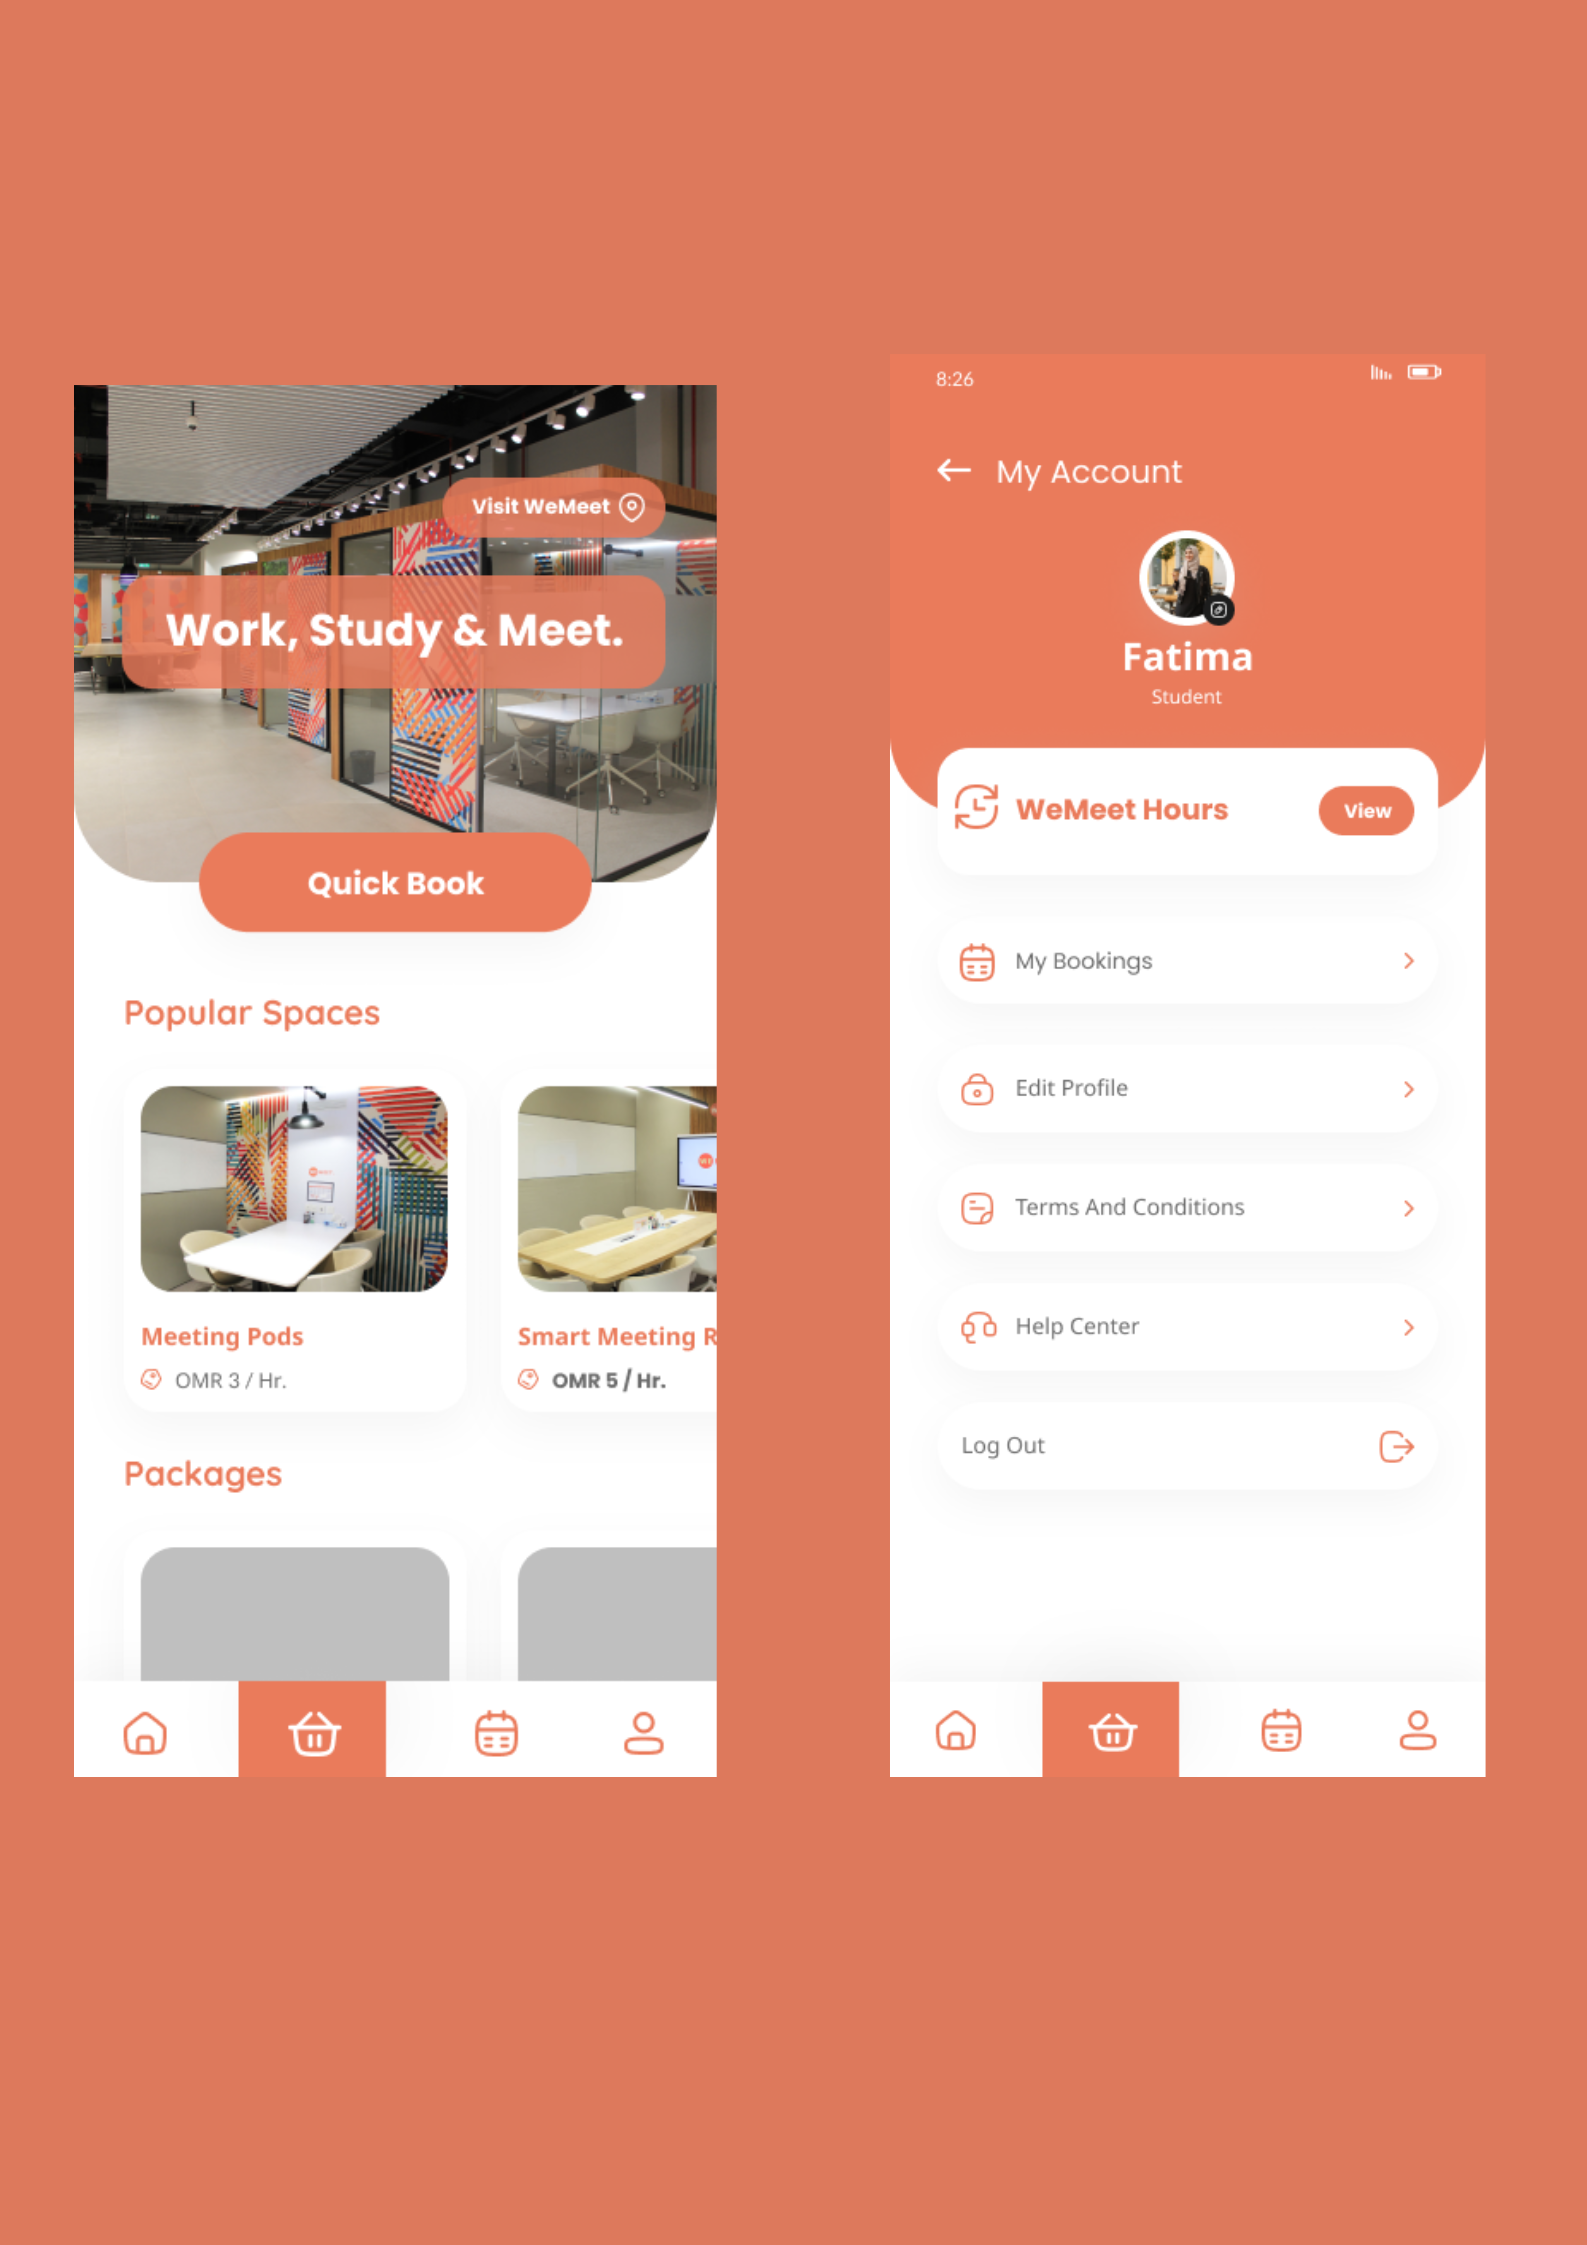 Visit WeMeet
Work, Study & Meet.
Quick Book
Popular Spaces
Meeting Pods
OMR 3 / Hr.
Smart Meeting R
OMR 5 / Hr.
Packages
8:26
My Account
Fatima
Student
WeMeet Hours
View
My Bookings
Edit Profile
Terms And Conditions
Help Center
Log Out